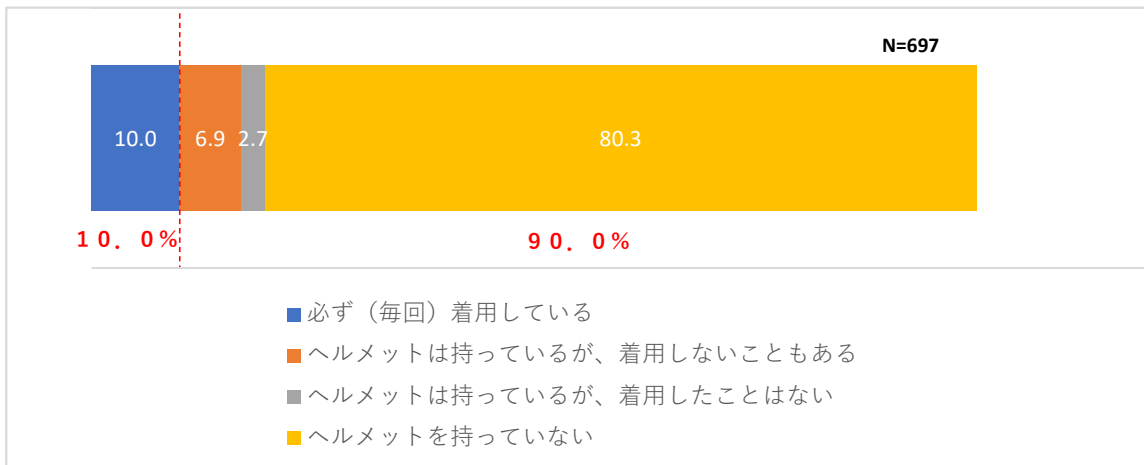 N=697
10.0 6.9 2.7 80.3
10．0% 90．0%
必ず（毎回）着用している
ヘルメットは持っているが、着用しないこともある
ヘルメットは持っているが、着用したことはない
ヘルメットを持っていない